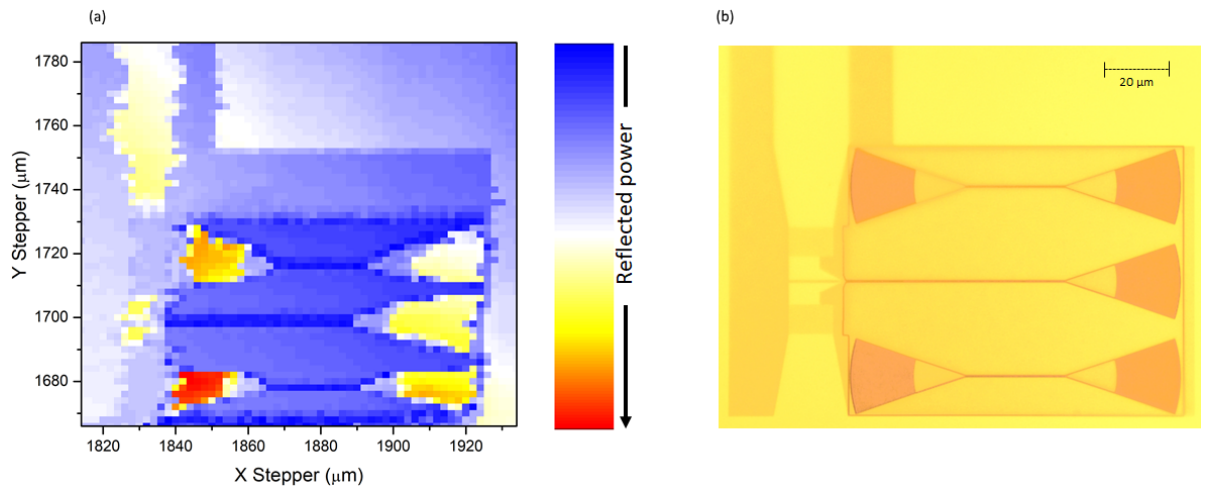 (a)
(b)
1780
1760
1740
1720
1700
1680
Y Stepper (μm)
1820 1840 1860 1880 1900 1920
X Stepper (μm)
Reflected power
20 μm